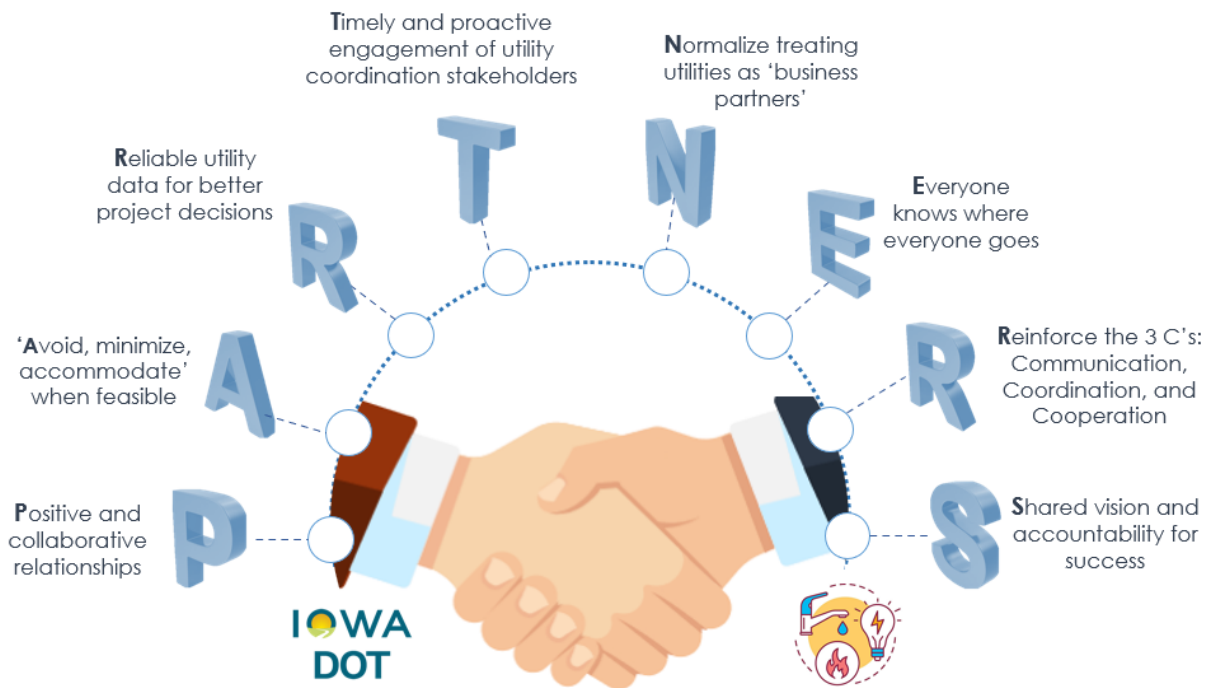 Positive and
collaborative
relationships
P
‘Avoid, minimize,
accommodate’
when feasible
A
Reliable utility
data for better
project decisions
R
Timely and proactive
engagement of utility
coordination stakeholders
T
Normalize treating
utilities as ‘business
partners’
N
Everyone
knows where
everyone goes
E
Reinforce the 3 C’s:
Communication,
Coordination, and
Cooperation
R
Shared vision and
accountability for
success
S
IOWA
DOT